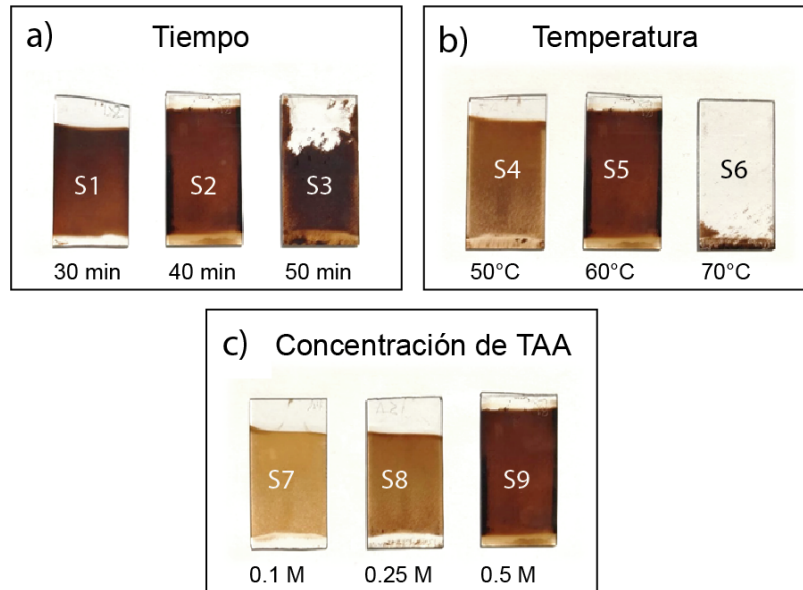 a) Tiempo
S1 S2 S3
30 min 40 min 50 min
b) Temperatura
S4 S5 S6
50°C 60°C 70°C
c) Concentración de TAA
S7 S8 S9
0.1 M 0.25 M 0.5 M